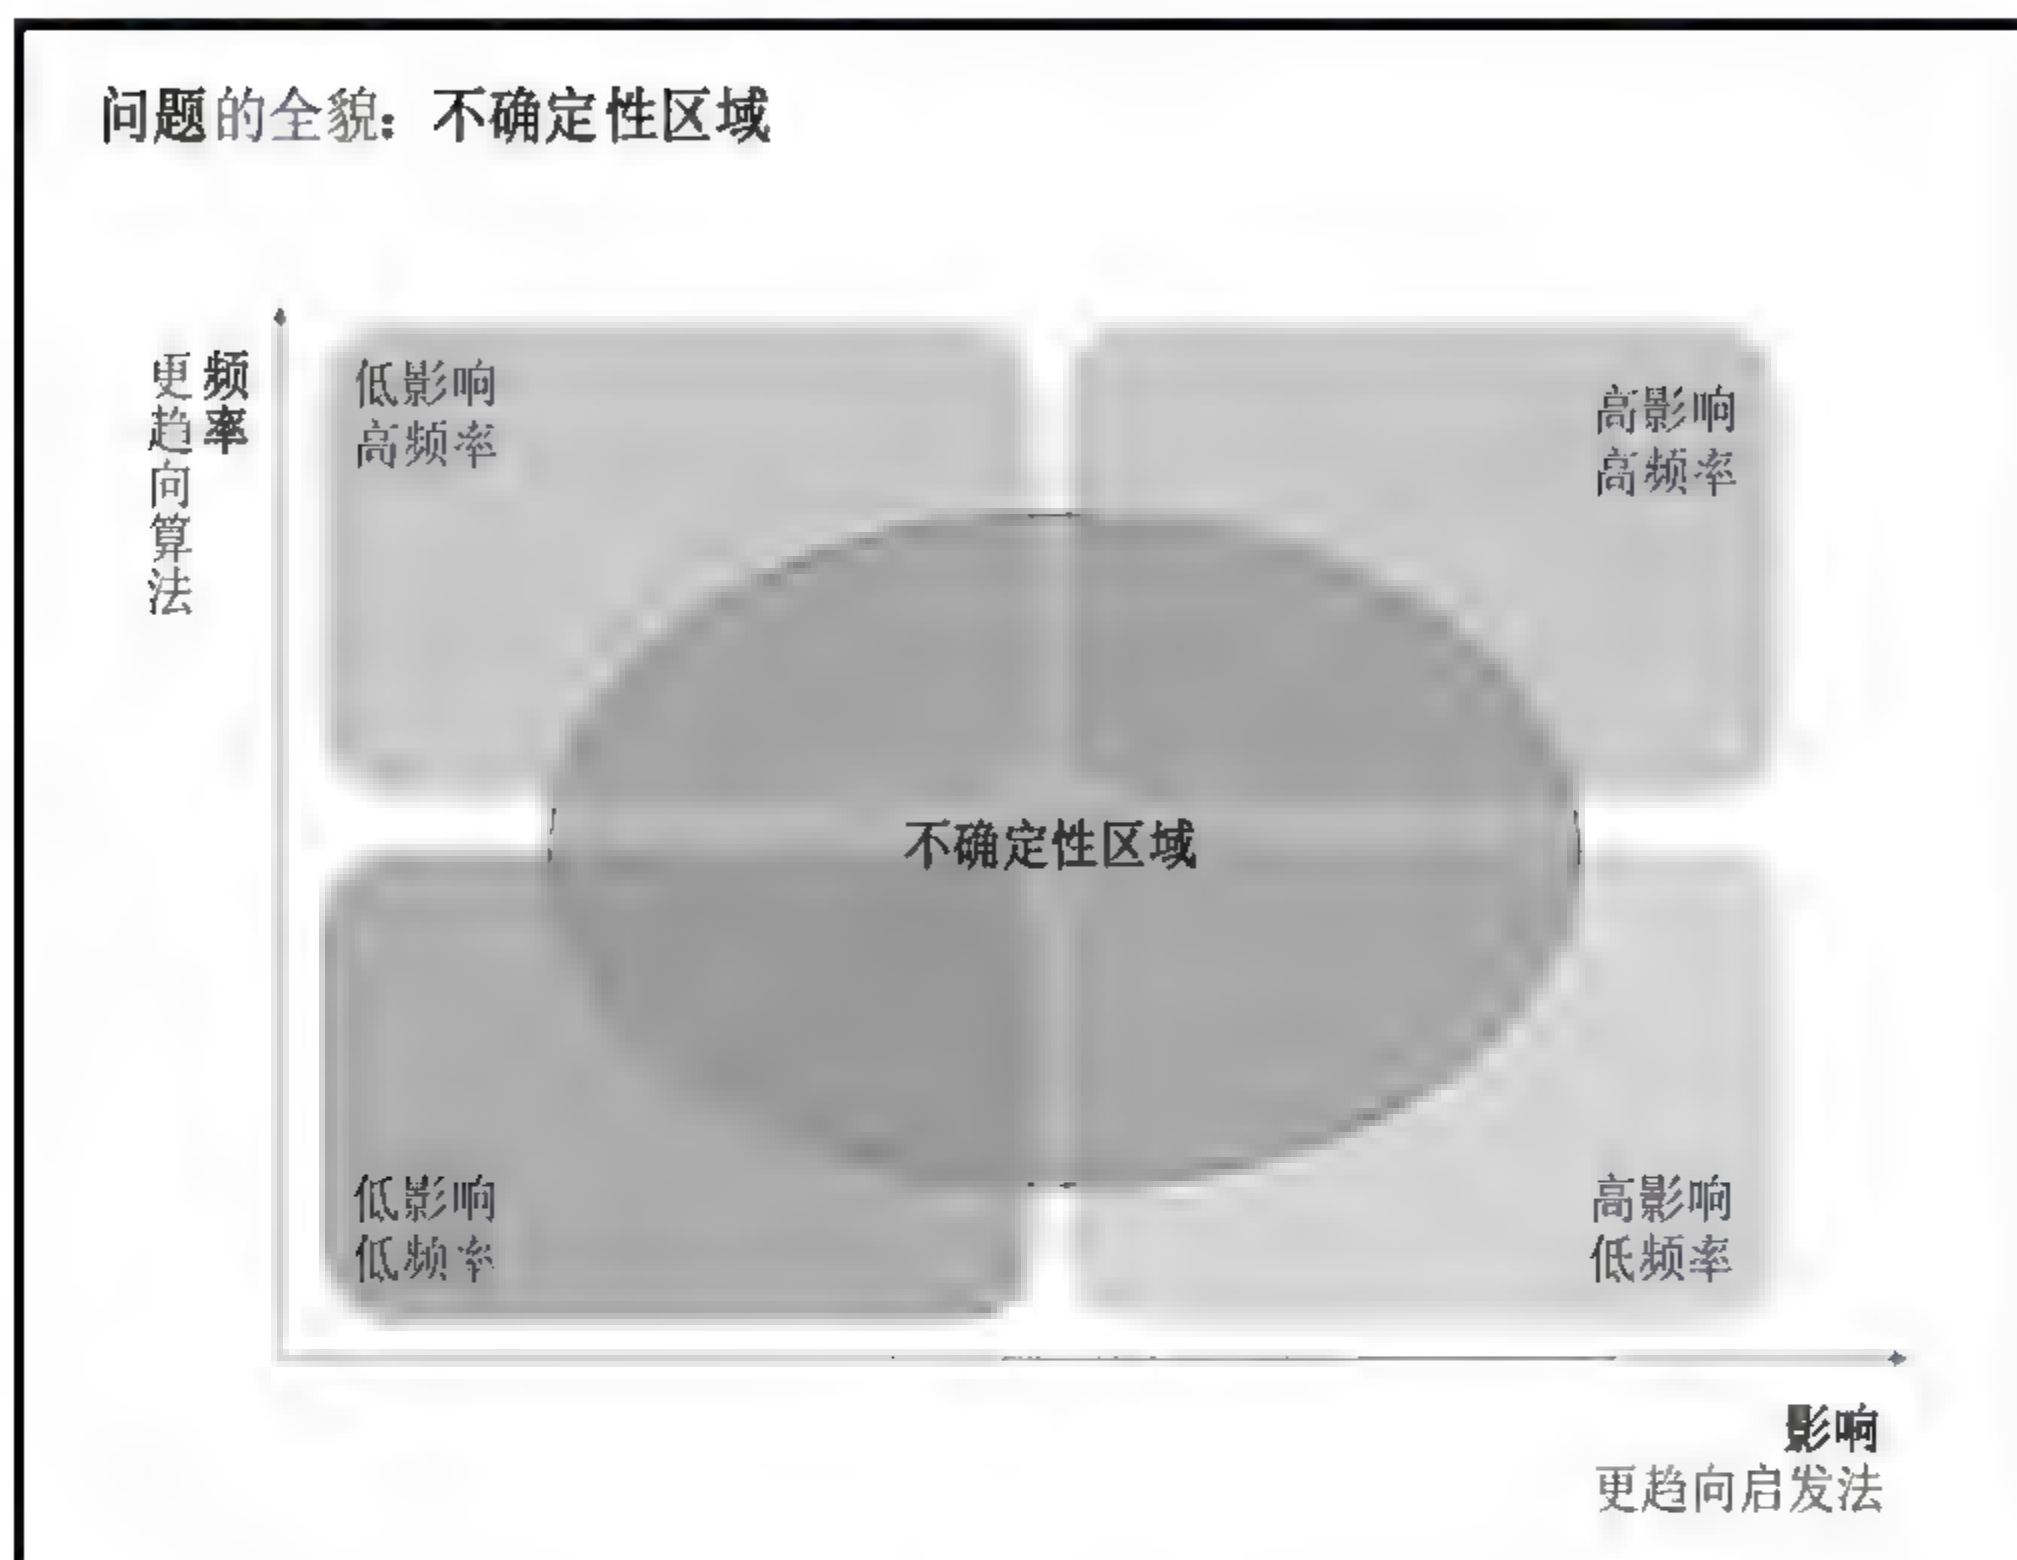 问题的全貌：不确定性区域
频率
更趋向算法
低影响
高频率
高影响
高频率
不确定性区域
低影响
低频率
高影响
低频率
影响
更趋向启发法